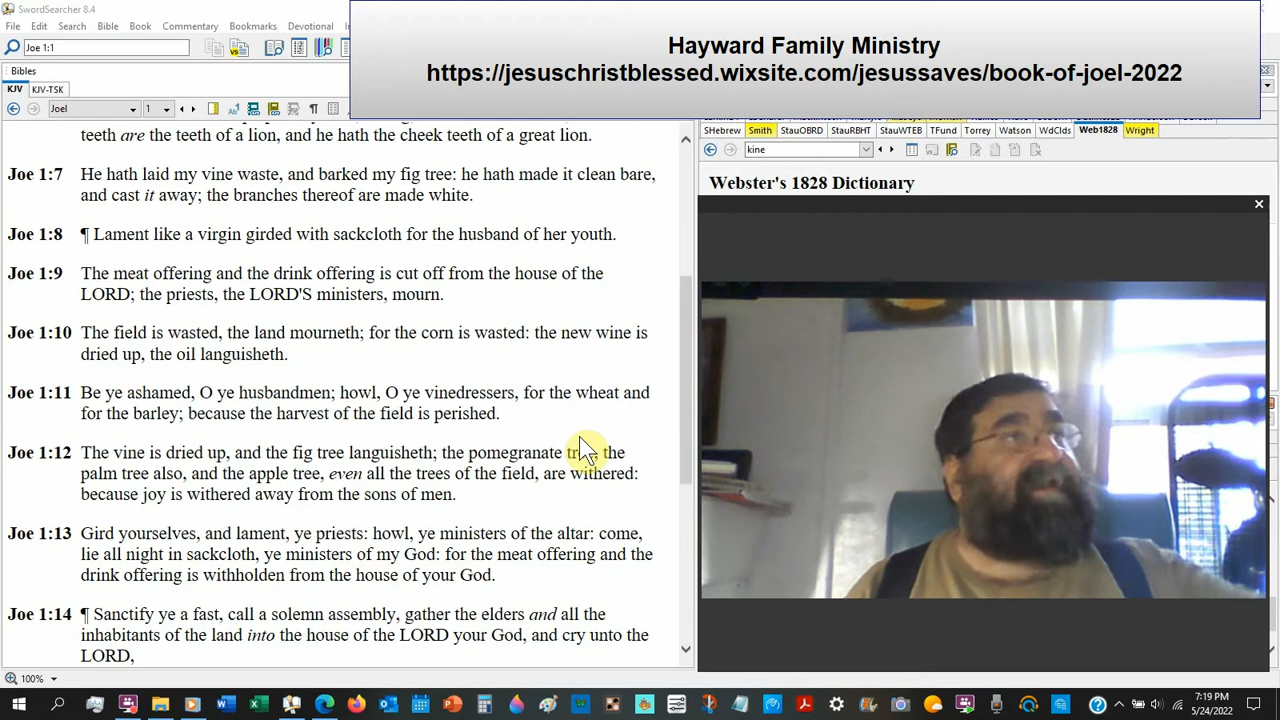 SwordSearcher 8.4
Hayward Family Ministry
https://jesuschristblessed.wixsite.com/jesussaves/book-of-joel-2022
File Edit Search Bible Book Commentary Bookmarks Devotional
Joe 1:1
Bibles
KJV KJV-TSK
Joel 1
SHebrew Smith StauOBRD StauRBHT StauWTEB TFund Torrey Watson WdClds Web1828 Wright
kine
Webster's 1828 Dictionary
teeth are the teeth of a lion, and he hath the cheek teeth of a great lion.
Joe 1:7 He hath laid my vine waste, and barked my fig tree: he hath made it clean bare,
and cast it away; the branches thereof are made white.
Joe 1:8 ¶ Lament like a virgin girded with sackcloth for the husband of her youth.
Joe 1:9 The meat offering and the drink offering is cut off from the house of the
LORD; the priests, the LORD'S ministers, mourn.
Joe 1:10 The field is wasted, the land mourneth; for the corn is wasted: the new wine is
dried up, the oil languisheth.
Joe 1:11 Be ye ashamed, O ye husbandmen; howl, O ye vinedressers, for the wheat and
for the barley; because the harvest of the field is perished.
Joe 1:12 The vine is dried up, and the fig tree languisheth; the pomegranate the
palm tree also, and the apple tree, even all the trees of the field, are withered:
because joy is withered away from the sons of men.
Joe 1:13 Gird yourselves, and lament, ye priests: howl, ye ministers of the altar: come,
lie all night in sackcloth, ye ministers of my God: for the meat offering and the
drink offering is withholden from the house of your God.
Joe 1:14 ¶ Sanctify ye a fast, call a solemn assembly, gather the elders and all the
inhabitants of the land into the house of the LORD your God, and cry unto the
LORD,
100%
7:19 PM
5/24/2022